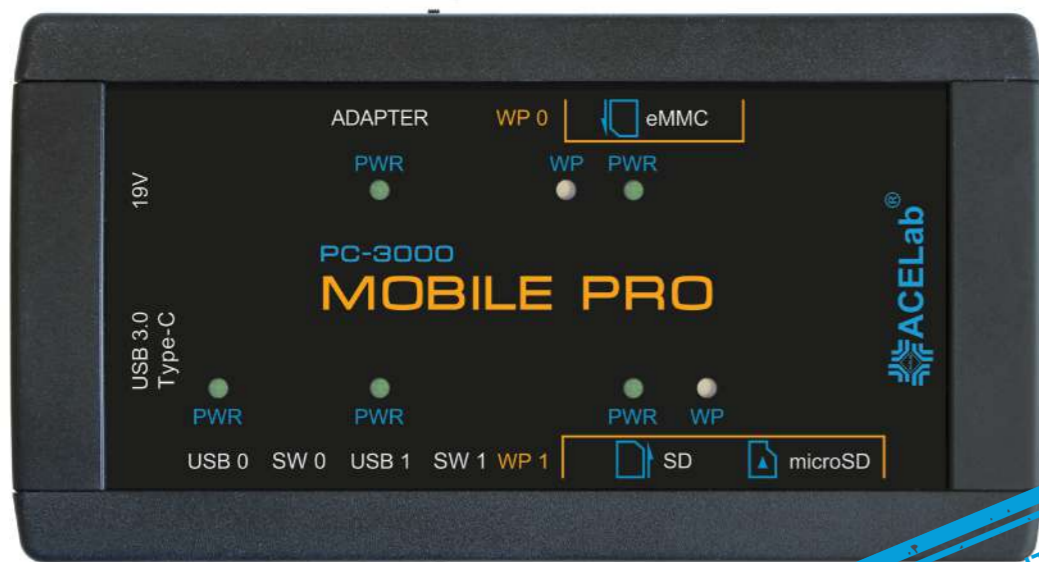 ADAPTER WP 0 eMMC
PWR WP PWR
19V
PC-3000
MOBILE PRO
ACELab®
USB 3.0
Type-C
PWR PWR PWR WP
USB 0 SW 0 USB 1 SW 1 WP 1 SD microSD